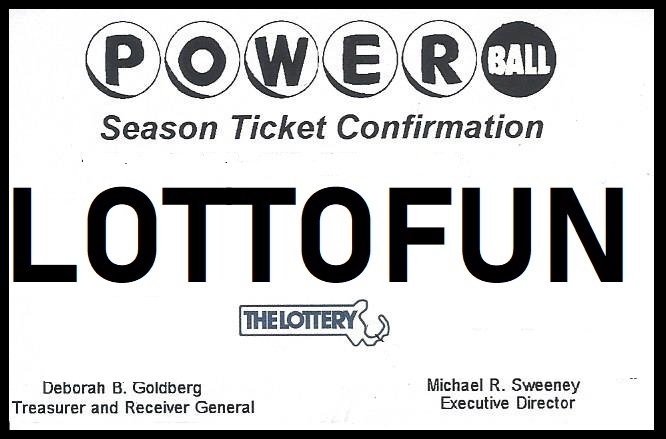 POWER BALL
Season Ticket Confirmation
LOTTOFUN
THE LOTTERY
Deborah B. Goldberg
Treasurer and Receiver General
Michael R. Sweeney
Executive Director